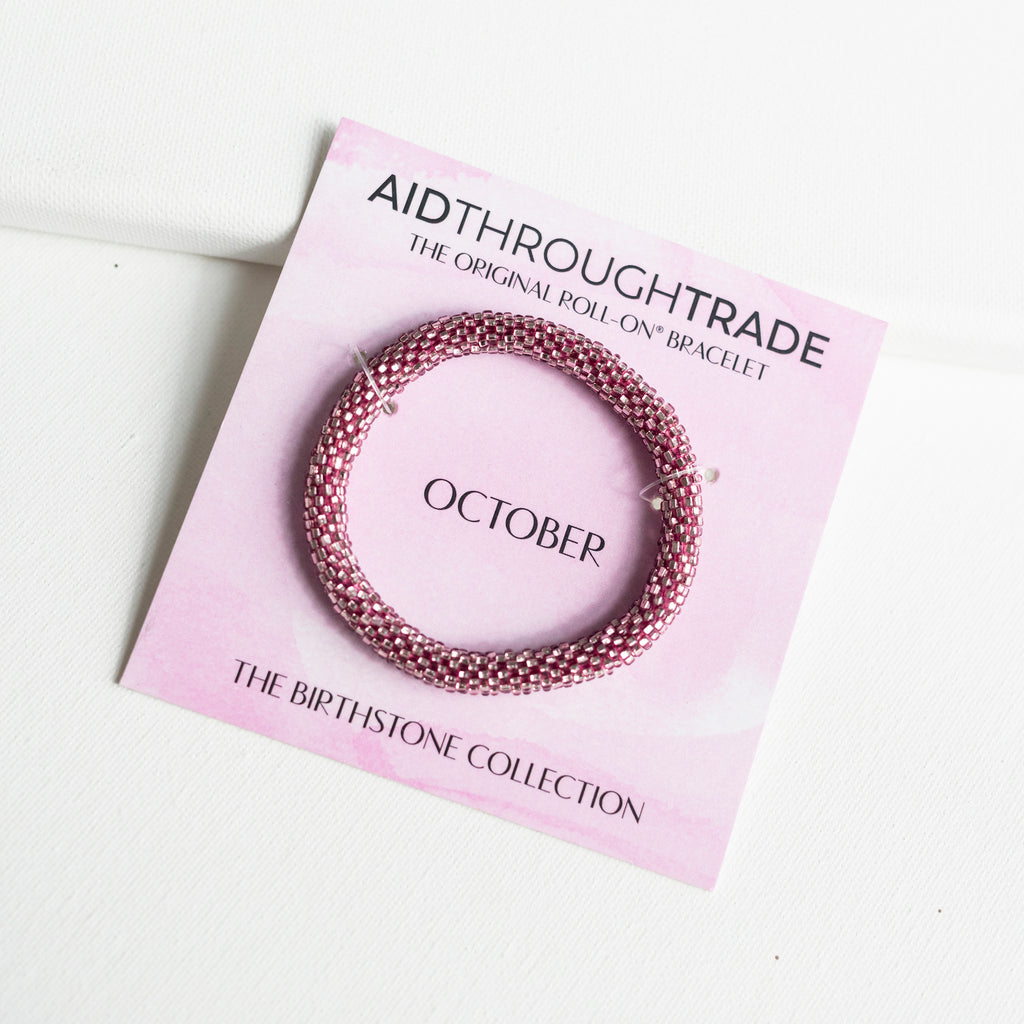 AIDTHROUGHTRADE
THE ORIGINAL ROLL-ON® BRACELET
OCTOBER
THE BIRTHSTONE COLLECTION